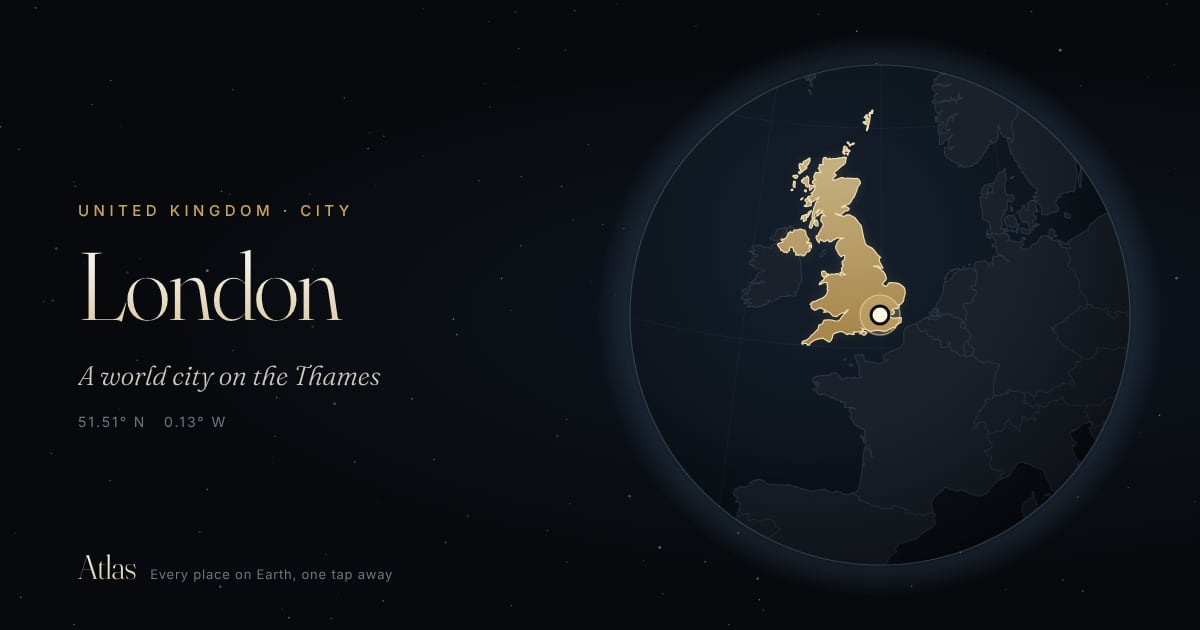 UNITED KINGDOM · CITY
London
A world city on the Thames
51.51° N 0.13° W
Atlas Every place on Earth, one tap away